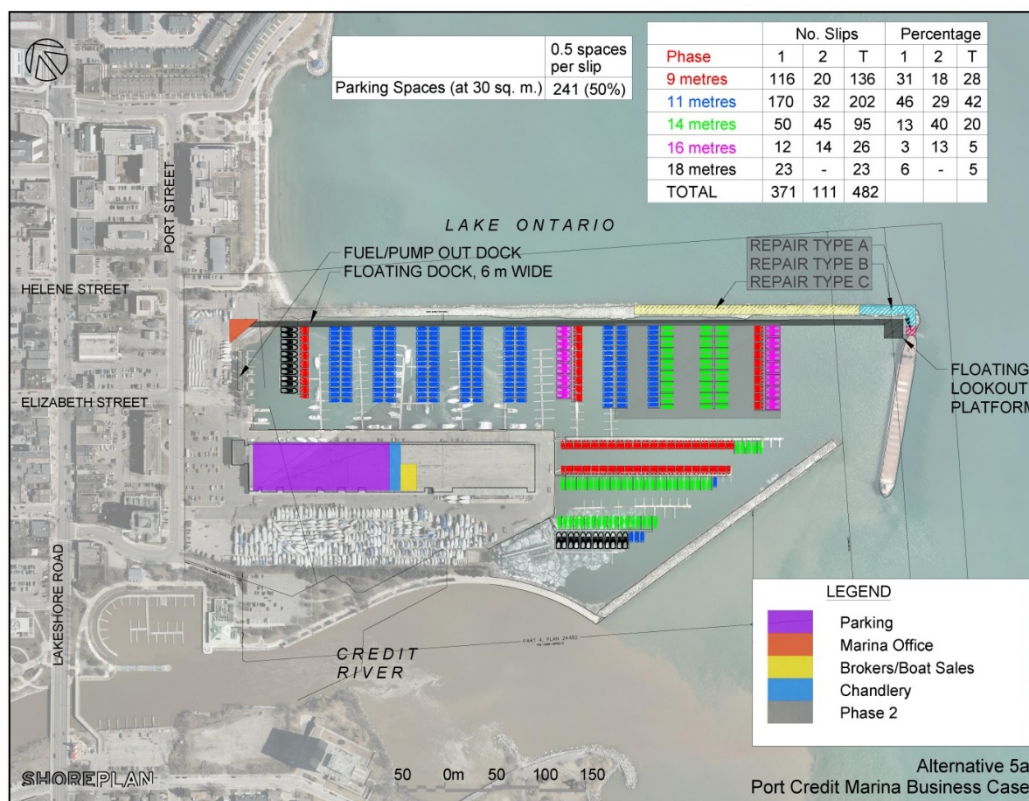 0.5 spaces
per slip
Parking Spaces (at 30 sq. m.) 241 (50%)
No. Slips Percentage
Phase 1 2 T 1 2 T
9 metres 116 20 136 31 18 28
11 metres 170 32 202 46 29 42
14 metres 50 45 95 13 40 20
16 metres 12 14 26 3 13 5
18 metres 23 - 23 6 - 5
TOTAL 371 111 482
PORT STREET
LAKE ONTARIO
FUEL/PUMP OUT DOCK
FLOATING DOCK, 6 m WIDE
REPAIR TYPE A
REPAIR TYPE B
REPAIR TYPE C
HELENE STREET
ELIZABETH STREET
FLOATING
LOOKOUT
PLATFORM
LAKESHORE ROAD
CREDIT
RIVER
PART 4, PLAN
LEGEND
Parking
Marina Office
Brokers/Boat Sales
Chandlery
Phase 2
SHOREPLAN
50 0m 50 100 150
Alternative 5a
Port Credit Marina Business Case